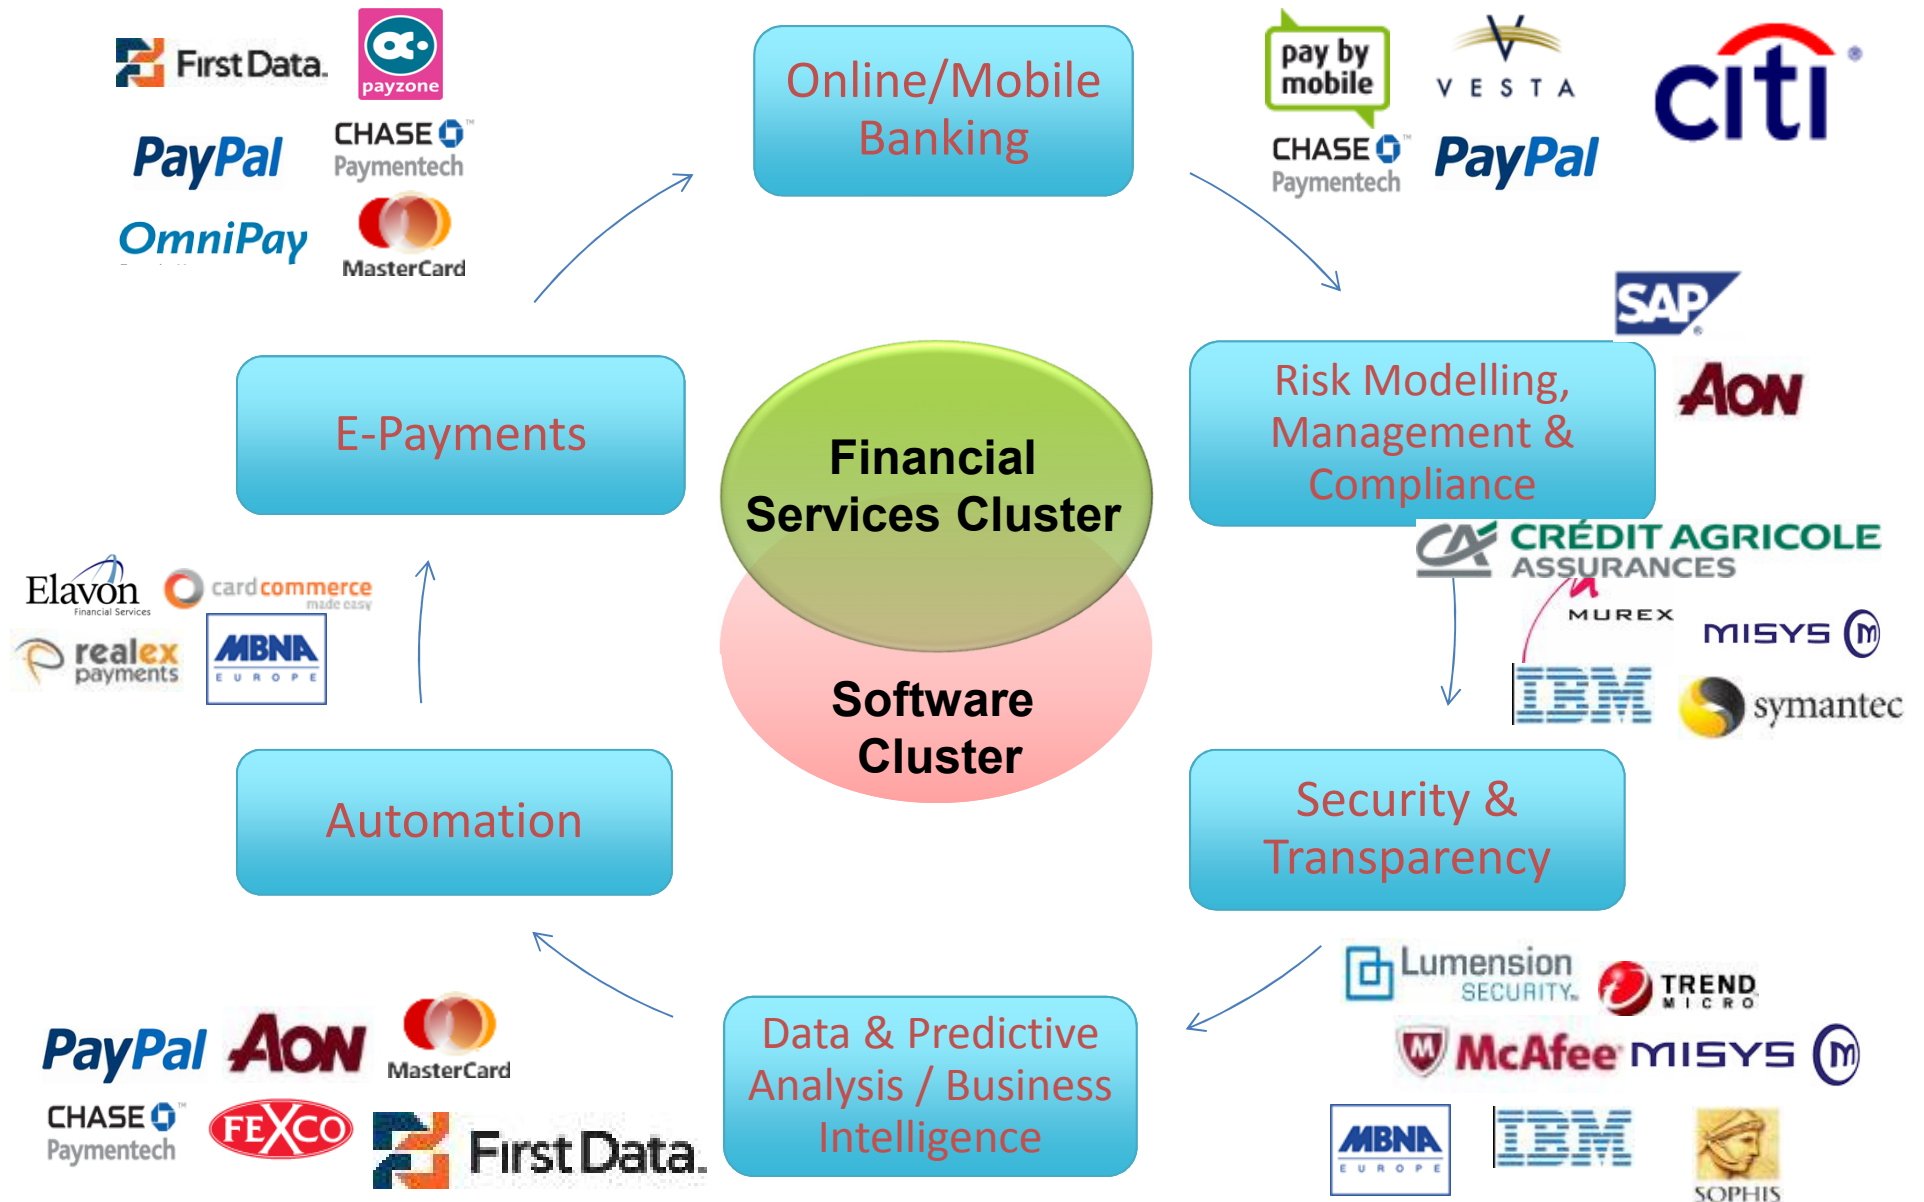 First Data.
payzone
PayPal
CHASE
Paymentech
OmniPay
MasterCard
Online/Mobile
Banking
pay by
mobile
VESTA
citi
CHASE
Paymentech
PayPal
E-Payments
Financial
Services Cluster
Software
Cluster
SAP
Risk Modelling,
Management &
Compliance
AON
CRÉDIT AGRICOLE
ASSURANCES
MUREX
MISYS
IBM
symantec
Elavon
Financial Services
card commerce
made easy
realex
payments
MBNA
EUROPE
Automation
Security &
Transparency
Lumension
SECURITY
TREND
MICRO
McAfee
MISYS
MBNA
EUROPE
IBM
SOPHIS
Data & Predictive
Analysis / Business
Intelligence
PayPal
AON
MasterCard
CHASE
Paymentech
FEXCO
First Data.